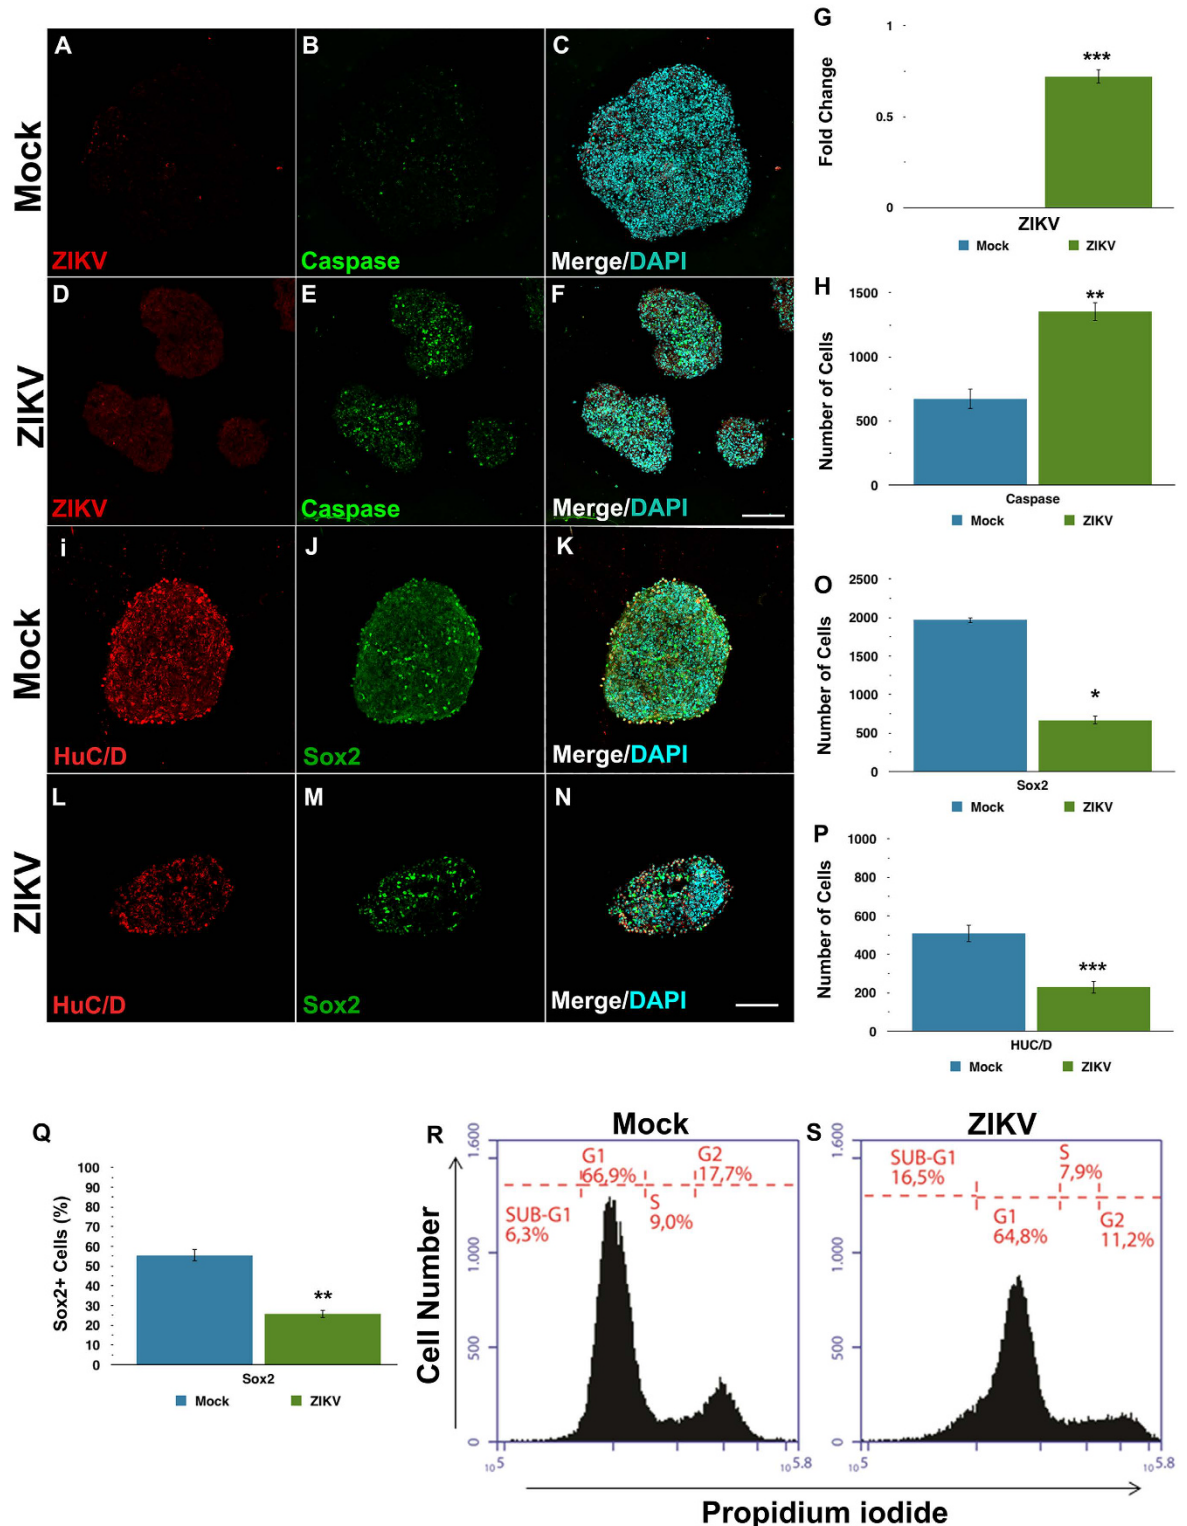 A
B
C
Mock
ZIKV
Caspase
Merge/DAPI
D
E
F
ZIKV
ZIKV
Caspase
Merge/DAPI
i
J
K
Mock
HuC/D
Sox2
Merge/DAPI
L
M
N
ZIKV
HuC/D
Sox2
Merge/DAPI
G
1
0.5
0
Fold Change
***
ZIKV
Mock ZIKV
H
1500
1000
500
0
Number of Cells
**
Caspase
Mock ZIKV
O
2500
2000
1500
1000
500
0
Number of Cells
*
Sox2
Mock ZIKV
P
1000
800
600
400
200
0
Number of Cells
***
HUC/D
Mock ZIKV
Q
100
90
80
70
60
50
40
30
20
10
0
Sox2+ Cells (%)
**
Sox2
Mock ZIKV
R
Mock
1.600
1.000
500
0
Cell Number
SUB-G1
6,3%
G1
66,9%
S
9,0%
G2
17,7%
10 5
10 5.8
S
ZIKV
1.600
1.000
500
0
SUB-G1
16,5%
G1
64,8%
S
7,9%
G2
11,2%
10 5
10 5.8
Propidium iodide